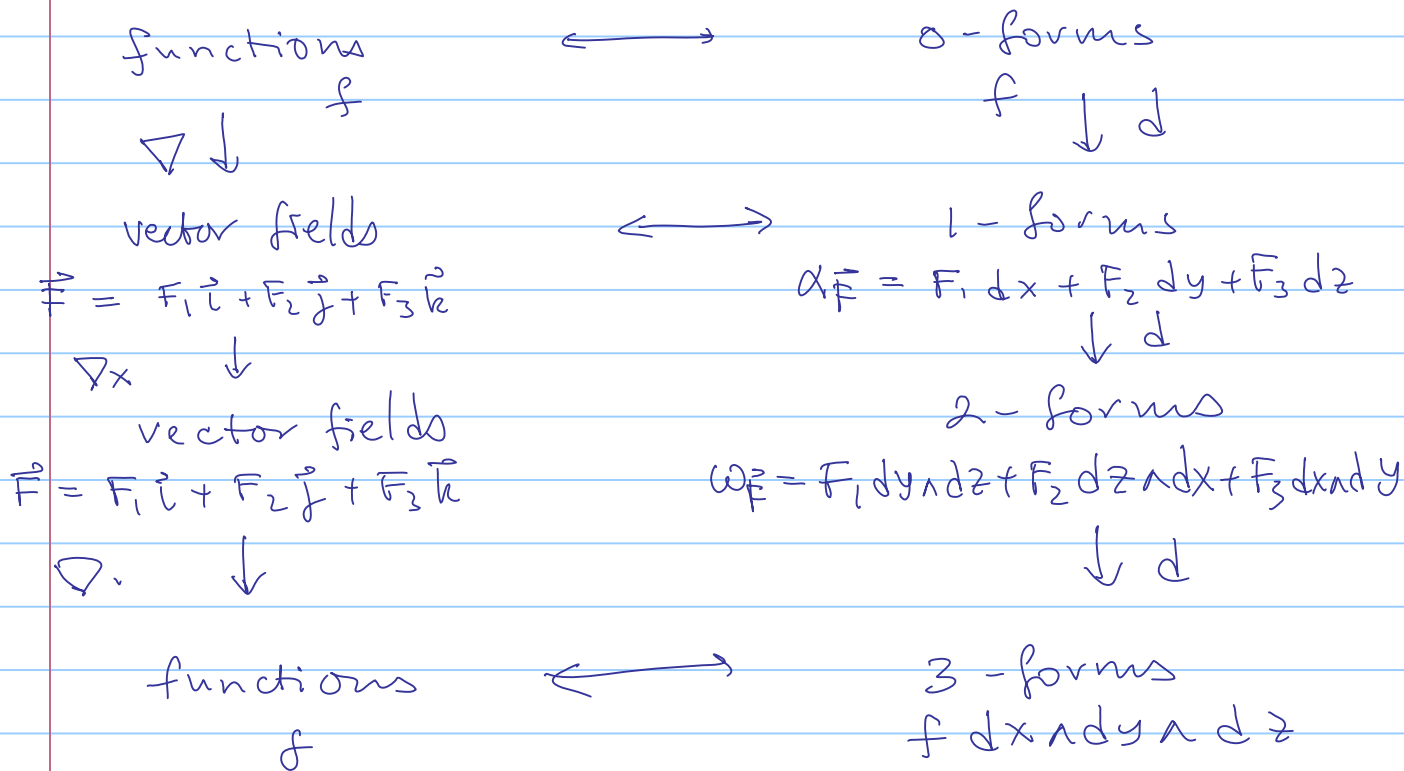 functions ⟷ 0-forms
f f ↓ d
∇ ↓
vector fields ⟷ 1-forms
F⃗ = F₁ i⃗ + F₂ j⃗ + F₃ k⃗ α_F⃗ = F₁ dx + F₂ dy + F₃ dz
∇× ↓ ↓ d
vector fields 2-forms
F⃗ = F₁ i⃗ + F₂ j⃗ + F₃ k⃗ ω_F⃗ = F₁ dy∧dz + F₂ dz∧dx + F₃ dx∧dy
∇· ↓ ↓ d
functions ⟷ 3-forms
f f dx∧dy∧dz